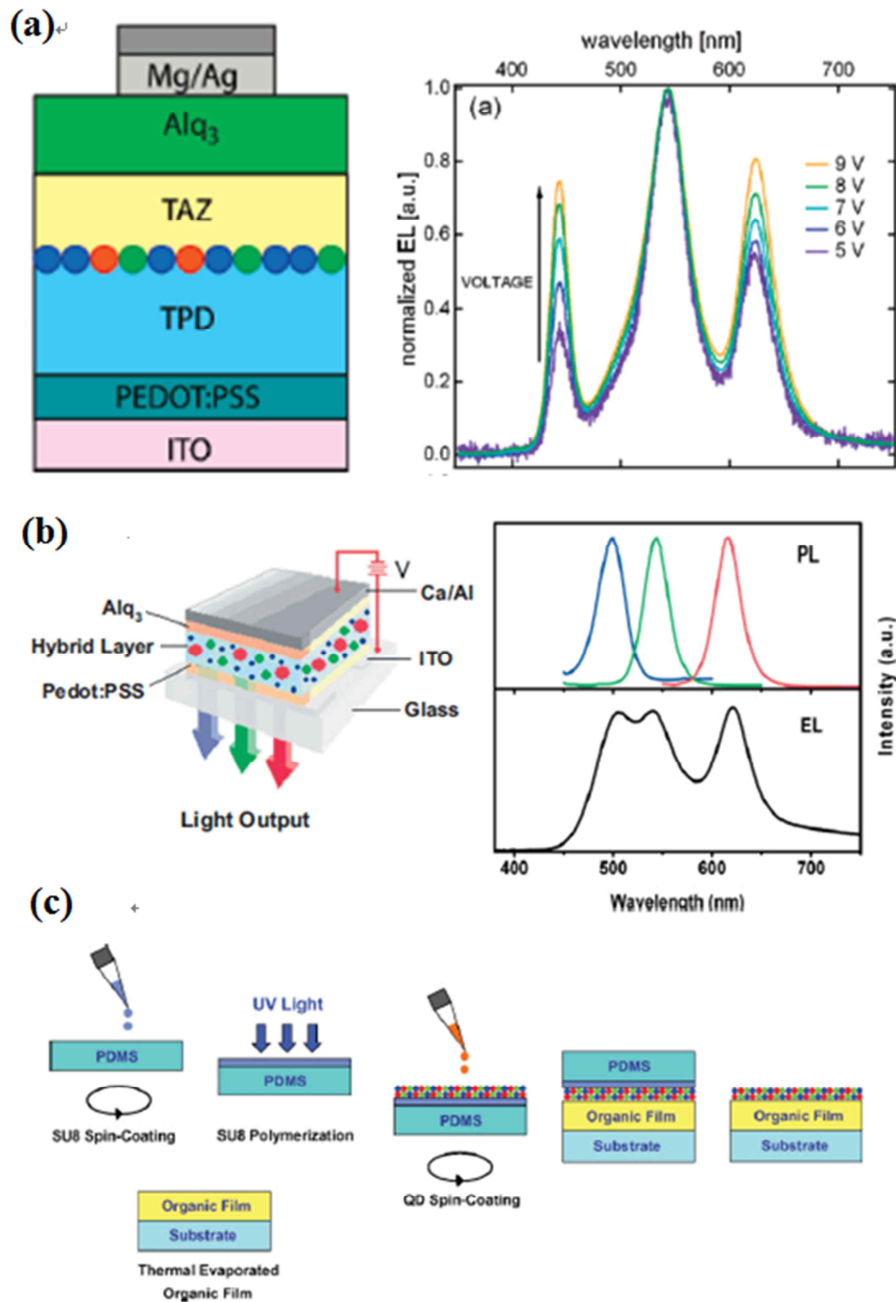 (a)
Mg/Ag
Alq3
TAZ
TPD
PEDOT:PSS
ITO
wavelength [nm]
400 500 600 700
(a)
normalized EL [a.u.]
1.0
0.8
0.6
0.4
0.2
0.0
VOLTAGE
9 V
8 V
7 V
6 V
5 V
(b)
V
Ca/Al
Alq3
Hybrid Layer
ITO
Pedot:PSS
Glass
Light Output
PL
EL
Intensity (a.u.)
400 500 600 700
Wavelength (nm)
(c)
PDMS
SU8 Spin-Coating
UV Light
PDMS
SU8 Polymerization
PDMS
QD Spin-Coating
PDMS
Organic Film
Substrate
Organic Film
Substrate
Organic Film
Substrate
Thermal Evaporated
Organic Film